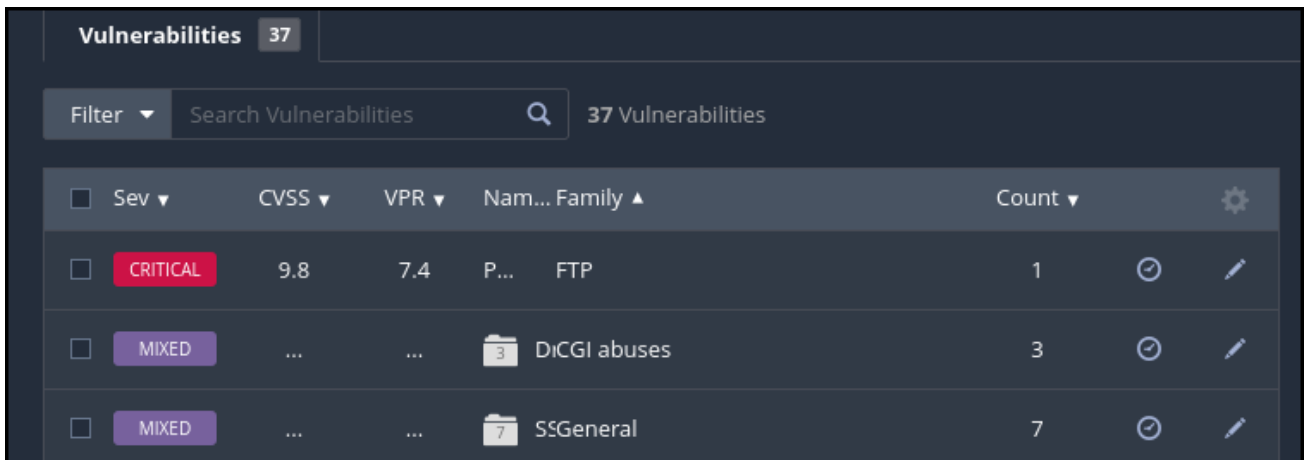 Vulnerabilities 37
Filter Search Vulnerabilities 37 Vulnerabilities
Sev CVSS VPR Nam... Family Count
CRITICAL 9.8 7.4 P... FTP 1
MIXED ... ... 3 CGI abuses 3
MIXED ... ... 7 General 7